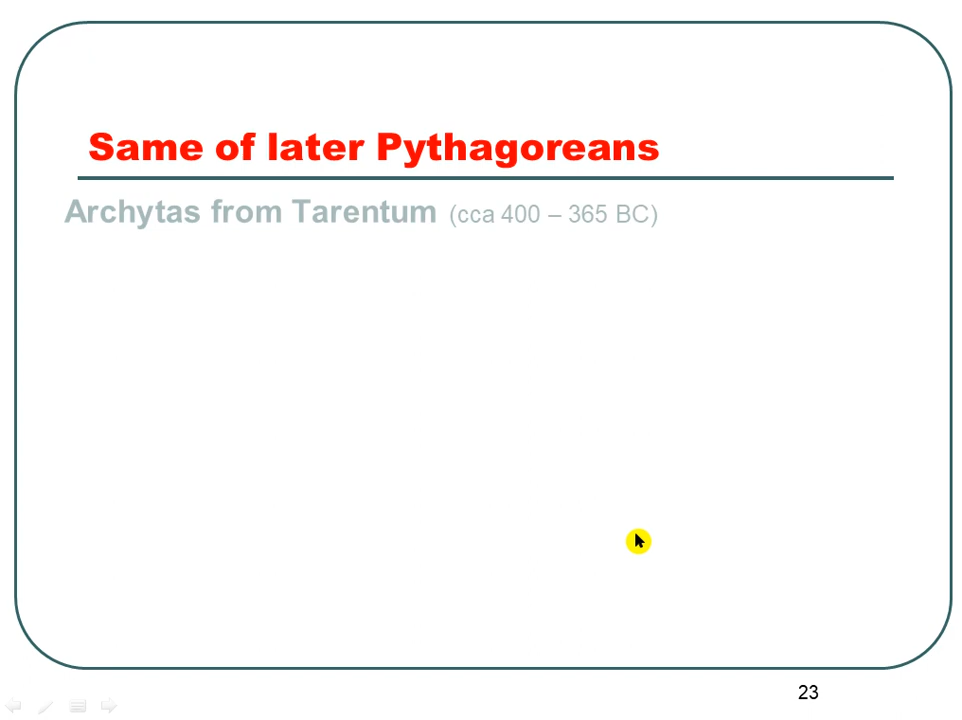 Same of later Pythagoreans
Archytas from Tarentum (cca 400 – 365 BC)
23